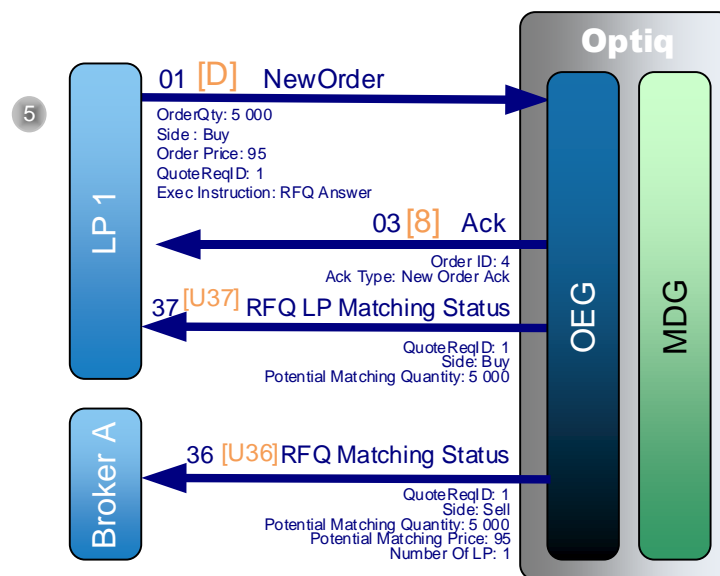 Optiq
01 [D] NewOrder
5
OrderQty: 5 000
Side : Buy
Order Price: 95
QuoteReqID: 1
Exec Instruction: RFQ Answer
LP 1
03 [8] Ack
Order ID: 4
Ack Type: New Order Ack
37 [U37] RFQ LP Matching Status
QuoteReqID: 1
Side: Buy
Potential Matching Quantity: 5 000
OEG
MDG
Broker A
36 [U36] RFQ Matching Status
QuoteReqID: 1
Side: Sell
Potential Matching Quantity: 5 000
Potential Matching Price: 95
Number Of LP: 1